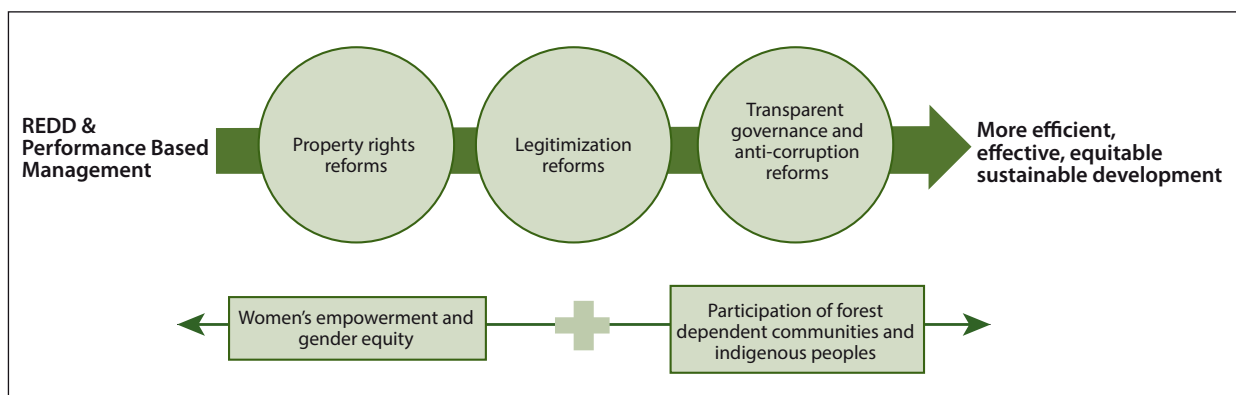 REDD &
Performance Based
Management
Property rights
reforms
Legitimization
reforms
Transparent
governance and
anti-corruption
reforms
More efficient,
effective, equitable
sustainable development
Women’s empowerment and
gender equity
Participation of forest
dependent communities and
indigenous peoples